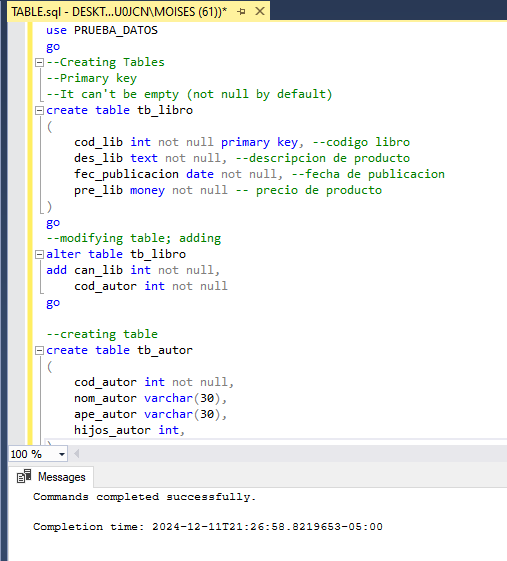 TABLE.sql - DESKT...U0JCN\MOISES (61))*
use PRUEBA_DATOS
go
--Creating Tables
--Primary key
--It can't be empty (not null by default)
create table tb_libro
(
cod_lib int not null primary key, --codigo libro
des_lib text not null, --descripcion de producto
fec_publicacion date not null, --fecha de publicacion
pre_lib money not null -- precio de producto
)
go
--modifying table; adding
alter table tb_libro
add can_lib int not null,
cod_autor int not null
go
--creating table
create table tb_autor
(
cod_autor int not null,
nom_autor varchar(30),
ape_autor varchar(30),
hijos_autor int,
)
100 %
Messages
Commands completed successfully.
Completion time: 2024-12-11T21:26:58.8219653-05:00